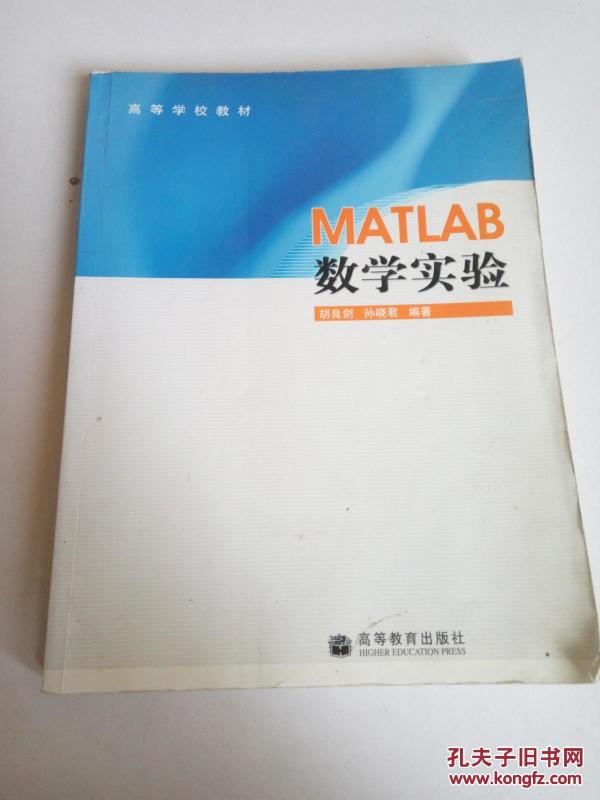 高等学校教材
MATLAB
数学实验
胡良剑 孙晓君 编著
高等教育出版社
HIGHER EDUCATION PRESS
孔夫子旧书网
www.kongfz.com